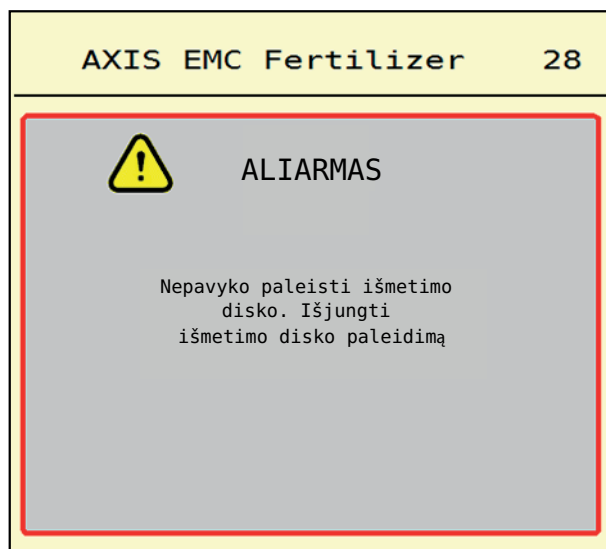 AXIS EMC Fertilizer 28
ALIARMAS
Nepavyko paleisti išmetimo
disko. Išjungti
išmetimo disko paleidimą